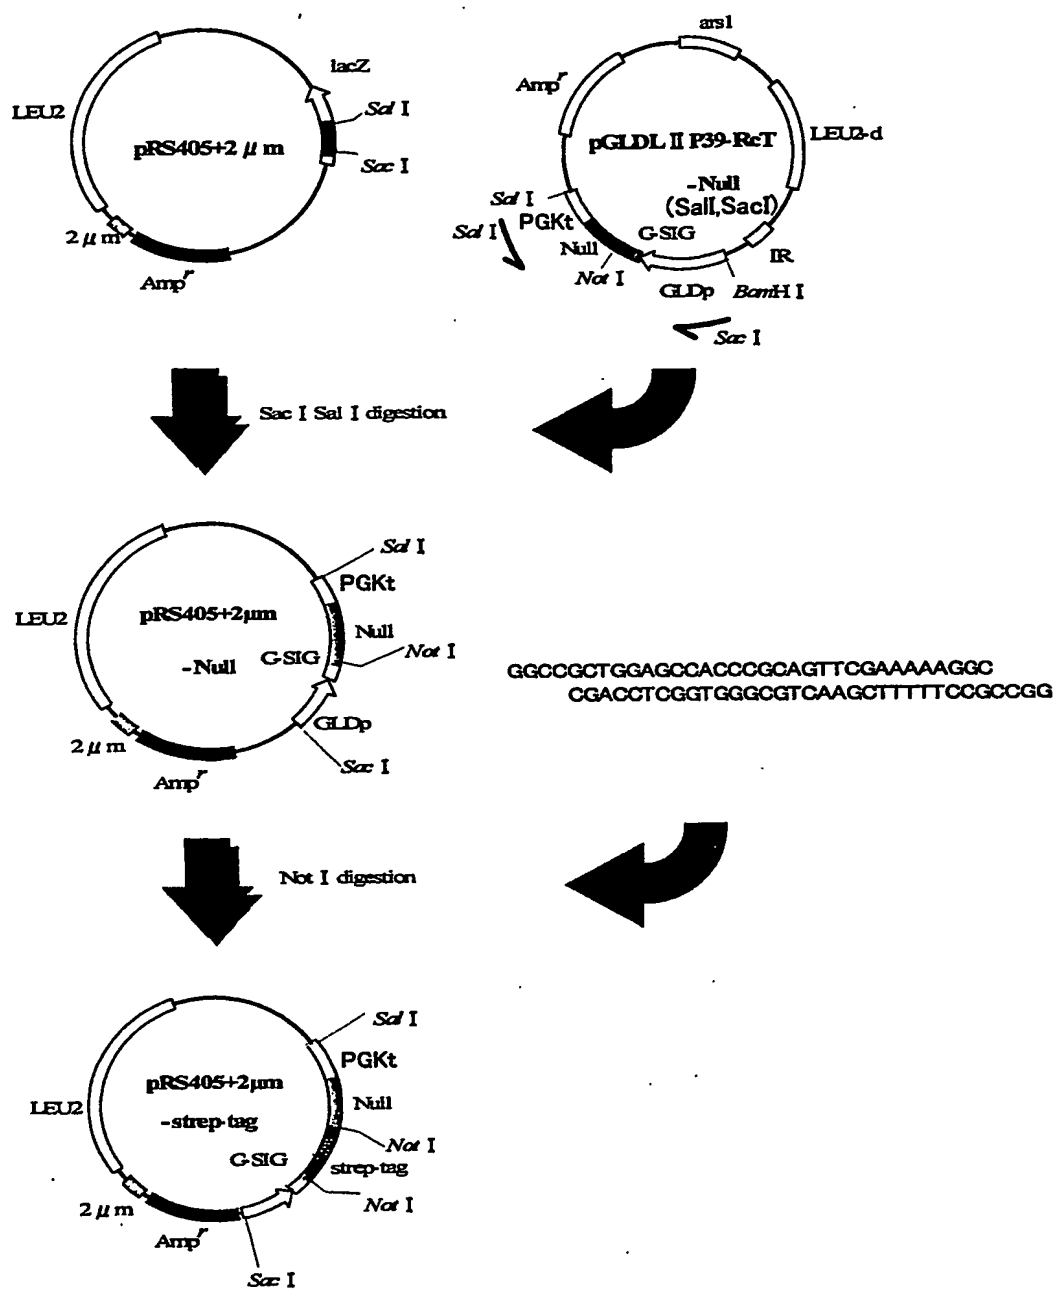 LEU2
lacZ
Sal I
pRS405+2 μm
Sac I
2 μm
Amp^r
ars1
Amp^r
LEU2-d
pGLDL II P39-RcT
-Null
(SalI,SacI)
Sal I
PGKt
G-SIG
Sal I
Null
IR
Not I
GLDp
BamH I
Sac I
Sac I Sal I digestion
Sal I
PGKt
LEU2
pRS405+2μm
Null
-Null
G-SIG
Not I
GLDp
2 μm
Sac I
Amp^r
GGCCGCTGGAGCCACCCGCAGTTCGAAAAAGGC
CGACCTCGGTGGGCGTCAAGCTTTTTCCGCCGG
Not I digestion
Sal I
PGKt
LEU2
pRS405+2μm
Null
-strep-tag
Not I
G-SIG
strep-tag
Not I
2 μm
Amp^r
Sac I